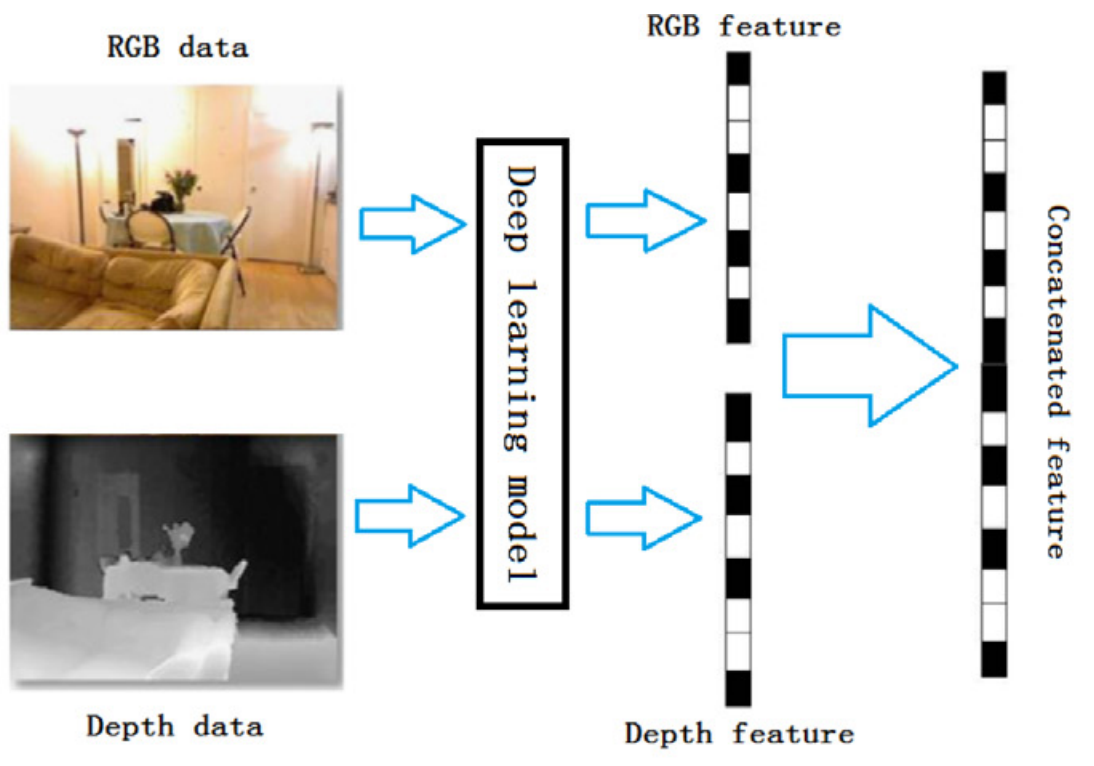 RGB data
RGB feature
Deep learning model
Concatenated feature
Depth data
Depth feature